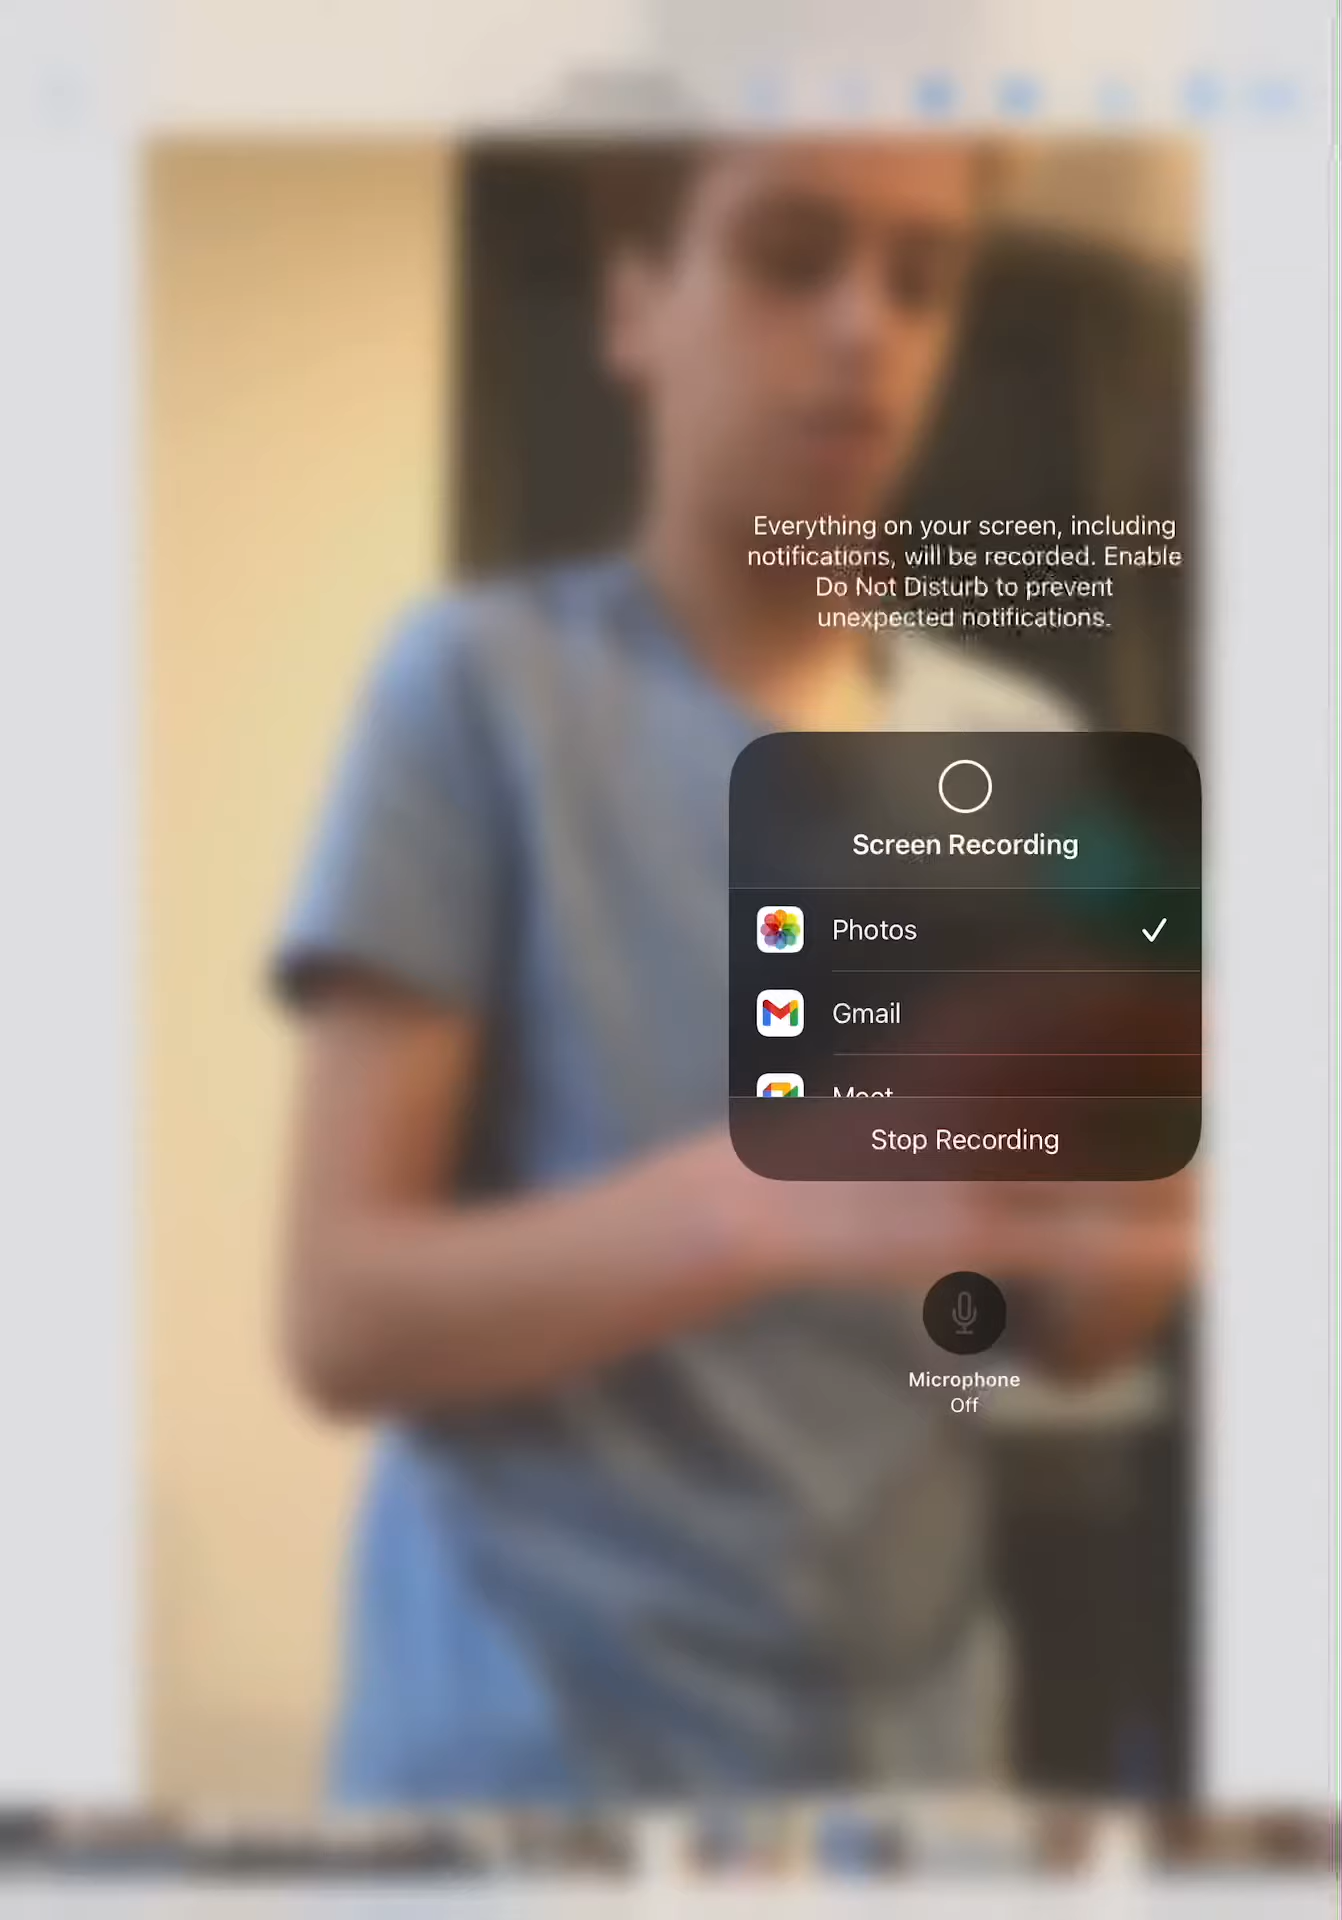 Everything on your screen, including
notifications, will be recorded. Enable
Do Not Disturb to prevent
unexpected notifications.
Screen Recording
Photos
Gmail
Meet
Stop Recording
Microphone
Off